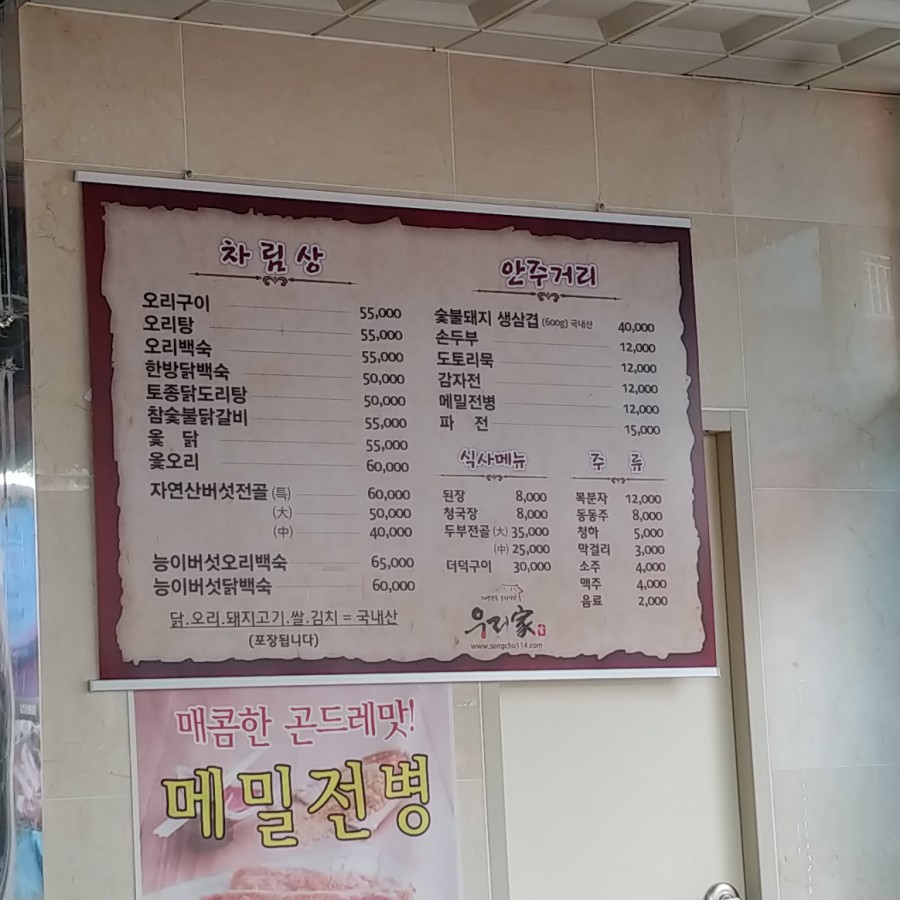 차림상
오리구이 55,000
오리탕 55,000
오리백숙 55,000
한방닭백숙 50,000
토종닭도리탕 50,000
참숯불닭갈비 55,000
옻 닭 55,000
옻오리 60,000
자연산버섯전골 (특) 60,000
(大) 50,000
(中) 40,000
능이버섯오리백숙 65,000
능이버섯닭백숙 60,000
닭.오리.돼지고기.쌀.김치 = 국내산
(포장됩니다)
안주거리
숯불돼지 생삼겹 (600g) 국내산 40,000
손두부 12,000
도토리묵 12,000
감자전 12,000
메밀전병 12,000
파 전 15,000
식사메뉴
된장 8,000
청국장 8,000
두부전골 (大) 35,000
(中) 25,000
더덕구이 30,000
주 류
복분자 12,000
동동주 8,000
청하 5,000
막걸리 3,000
소주 4,000
맥주 4,000
음료 2,000
우리家
www.songchu114.com
매콤한 곤드레맛!
메밀전병